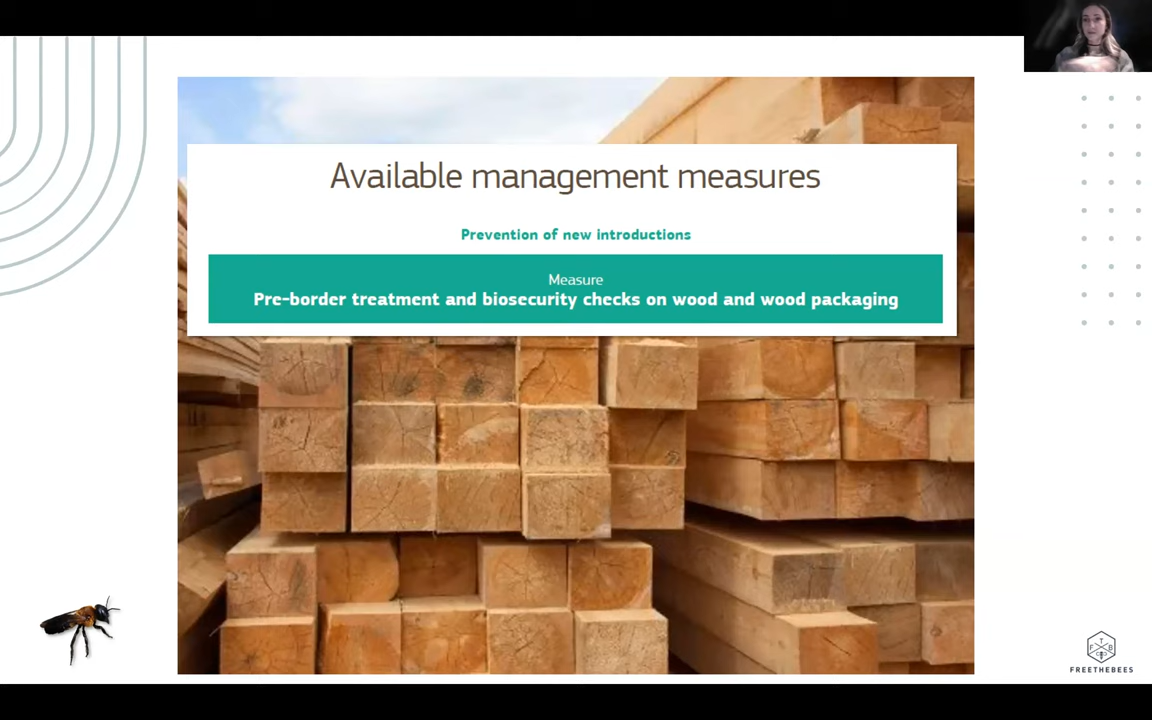 Available management measures
Prevention of new introductions
Measure
Pre-border treatment and biosecurity checks on wood and wood packaging
F T B
FREETHEBEES